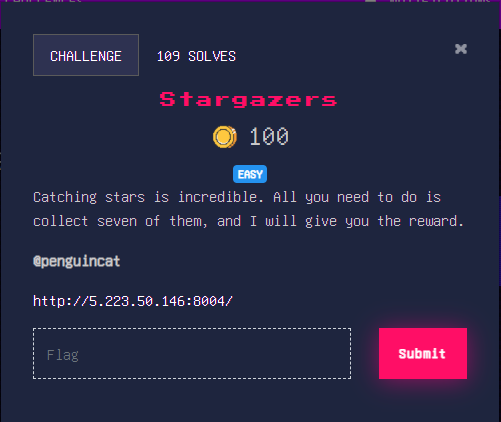 CHALLENGE
109 SOLVES
Stargazers
100
EASY
Catching stars is incredible. All you need to do is
collect seven of them, and I will give you the reward.
@penguincat
http://5.223.50.146:8004/
Flag
Submit